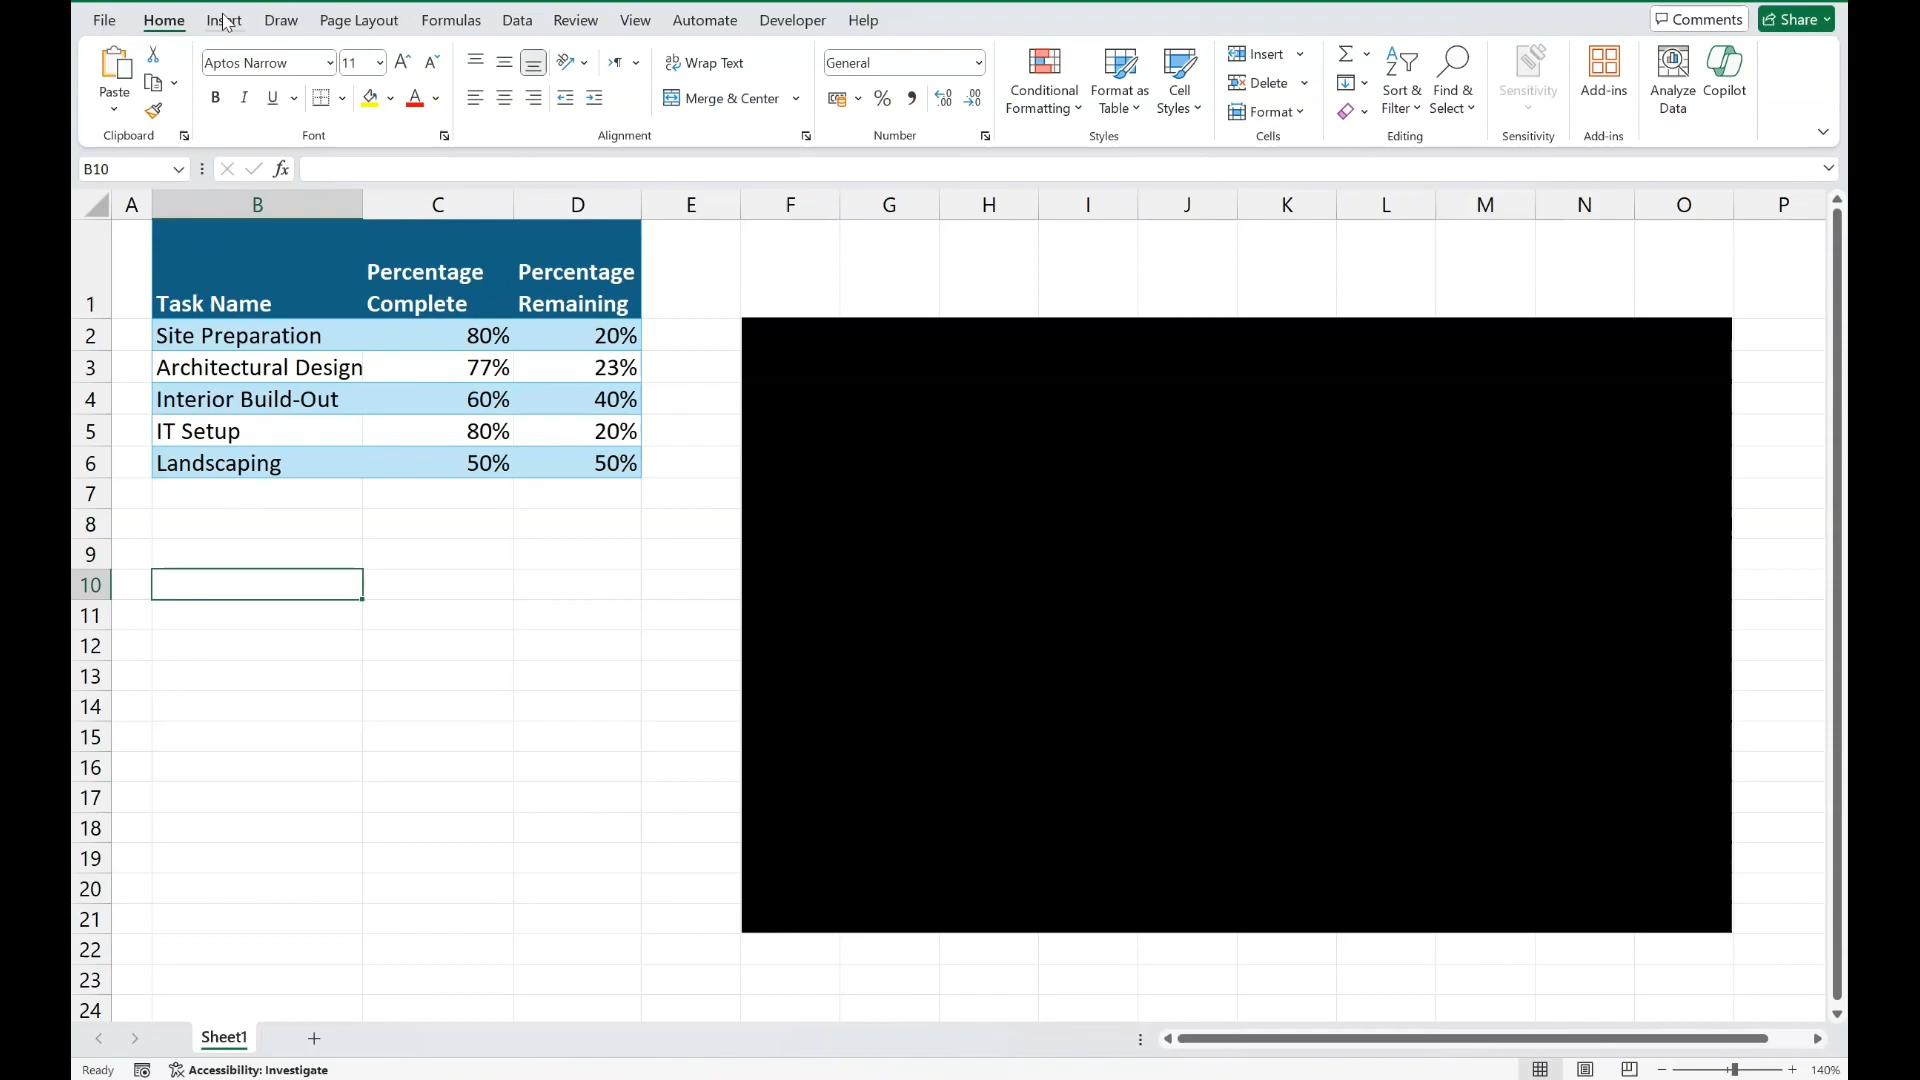 File Home Insert Draw Page Layout Formulas Data Review View Automate Developer Help Comments Share
Paste
Clipboard
Aptos Narrow 11
B I U
Font
Wrap Text
Merge & Center
Alignment
General
Number
Conditional
Formatting
Format as
Table
Cell
Styles
Styles
Insert
Delete
Format
Cells
Sort &
Filter
Find &
Select
Editing
Sensitivity
Sensitivity
Add-ins
Add-ins
Analyze
Data
Copilot
B10 fx
A B C D E F G H I J K L M N O P
1 Task Name Percentage Complete Percentage Remaining
2 Site Preparation 80% 20%
3 Architectural Design 77% 23%
4 Interior Build-Out 60% 40%
5 IT Setup 80% 20%
6 Landscaping 50% 50%
7
8
9
10
11
12
13
14
15
16
17
18
19
20
21
22
23
24
Sheet1
Ready Accessibility: Investigate 140%